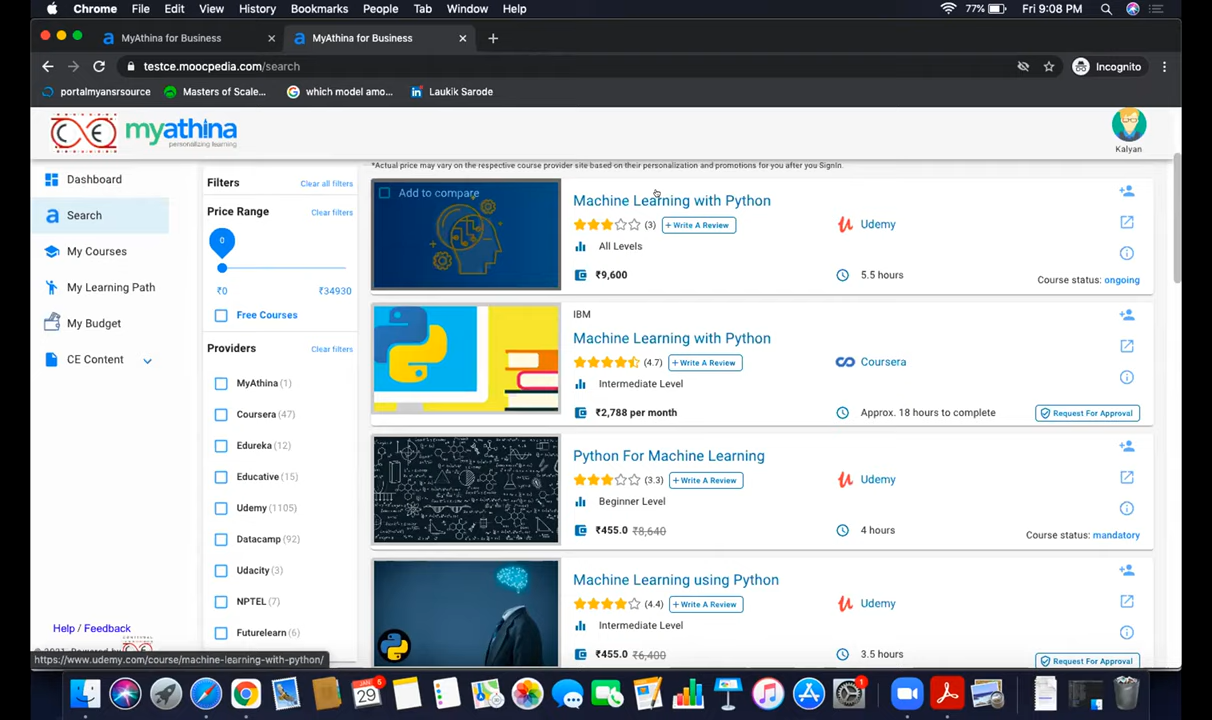 Chrome File Edit View History Bookmarks People Tab Window Help 77% Fri 9:08 PM
MyAthina for Business MyAthina for Business
testce.moocpedia.com/search Incognito
portalmyansrsource Masters of Scale... which model amo... Laukik Sarode
CE myathina
personalizing learning
Kalyan
*Actual price may vary on the respective course provider site based on their personalization and promotions for you after you SignIn.
Dashboard
Search
My Courses
My Learning Path
My Budget
CE Content
Help / Feedback
Filters Clear all filters
Price Range Clear filters
0
₹0 ₹34930
Free Courses
Providers Clear filters
MyAthina (1)
Coursera (47)
Edureka (12)
Educative (15)
Udemy (1105)
Datacamp (92)
Udacity (3)
NPTEL (7)
Futurelearn (6)
Add to compare
Machine Learning with Python
(3) + Write A Review Udemy
All Levels
₹9,600 5.5 hours Course status: ongoing
IBM
Machine Learning with Python
(4.7) + Write A Review Coursera
Intermediate Level
₹2,788 per month Approx. 18 hours to complete Request For Approval
Python For Machine Learning
(3.3) + Write A Review Udemy
Beginner Level
₹455.0 ₹8,640 4 hours Course status: mandatory
Machine Learning using Python
(4.4) + Write A Review Udemy
Intermediate Level
₹455.0 ₹6,400 3.5 hours Request For Approval
https://www.udemy.com/course/machine-learning-with-python/
JAN 29 5 1